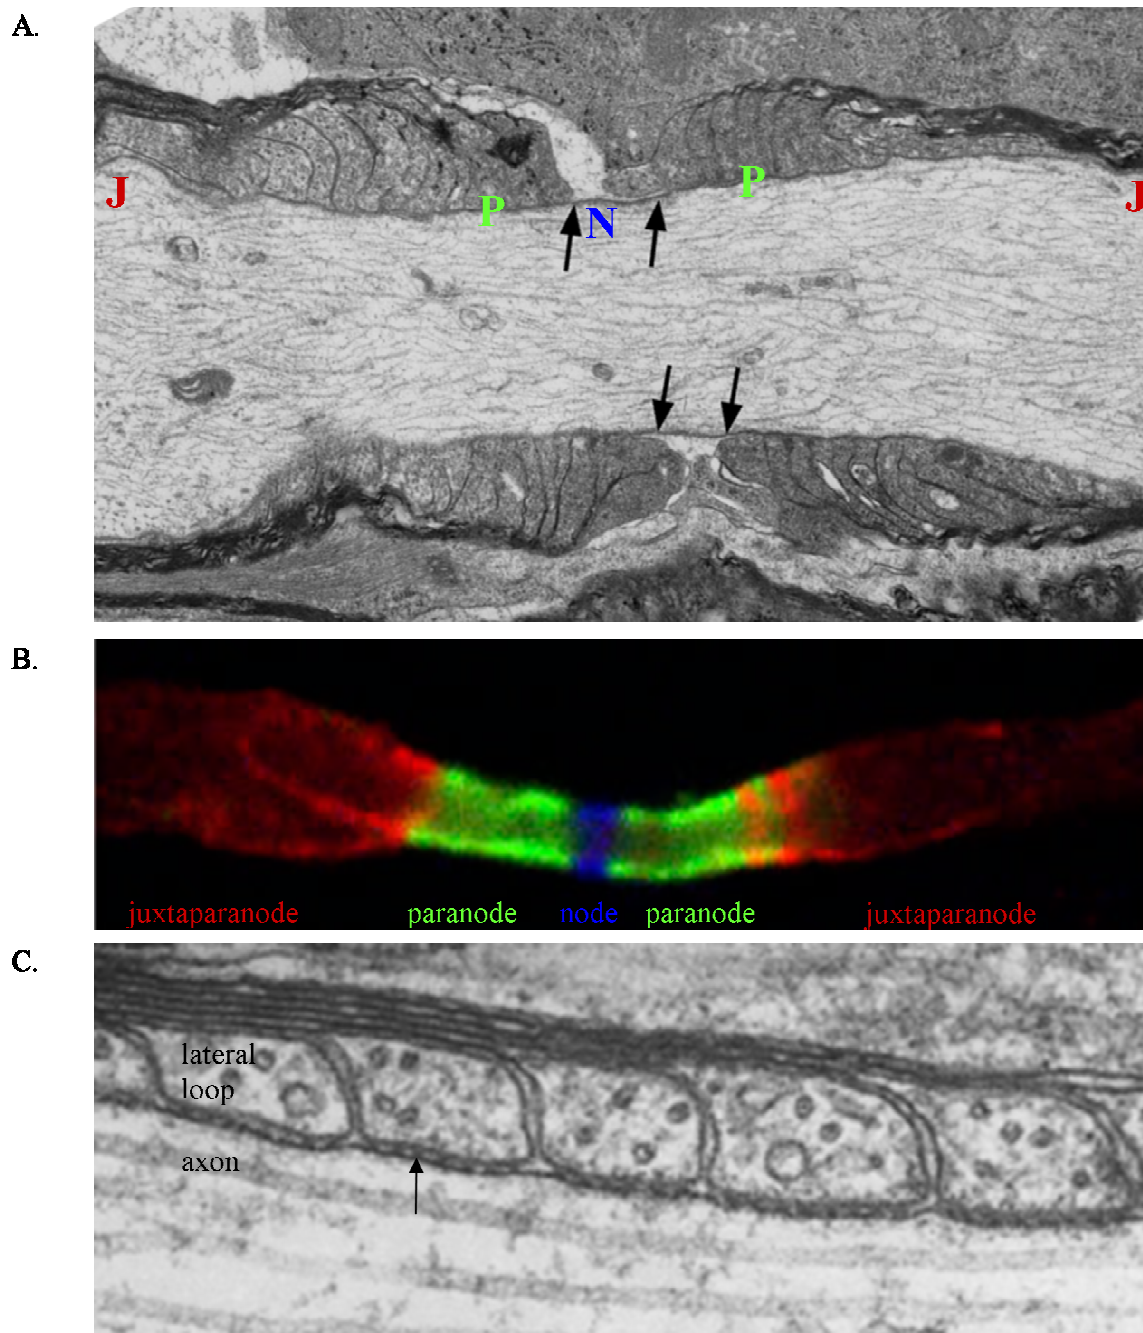 A.
J
P
N
P
J
B.
juxtaparanode paranode node paranode juxtaparanode
C.
lateral
loop
axon